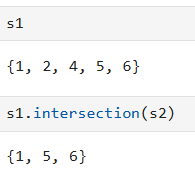 s1
{1, 2, 4, 5, 6}
s1.intersection(s2)
{1, 5, 6}